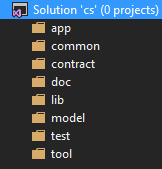 Solution 'cs' (0 projects)
app
common
contract
doc
lib
model
test
tool